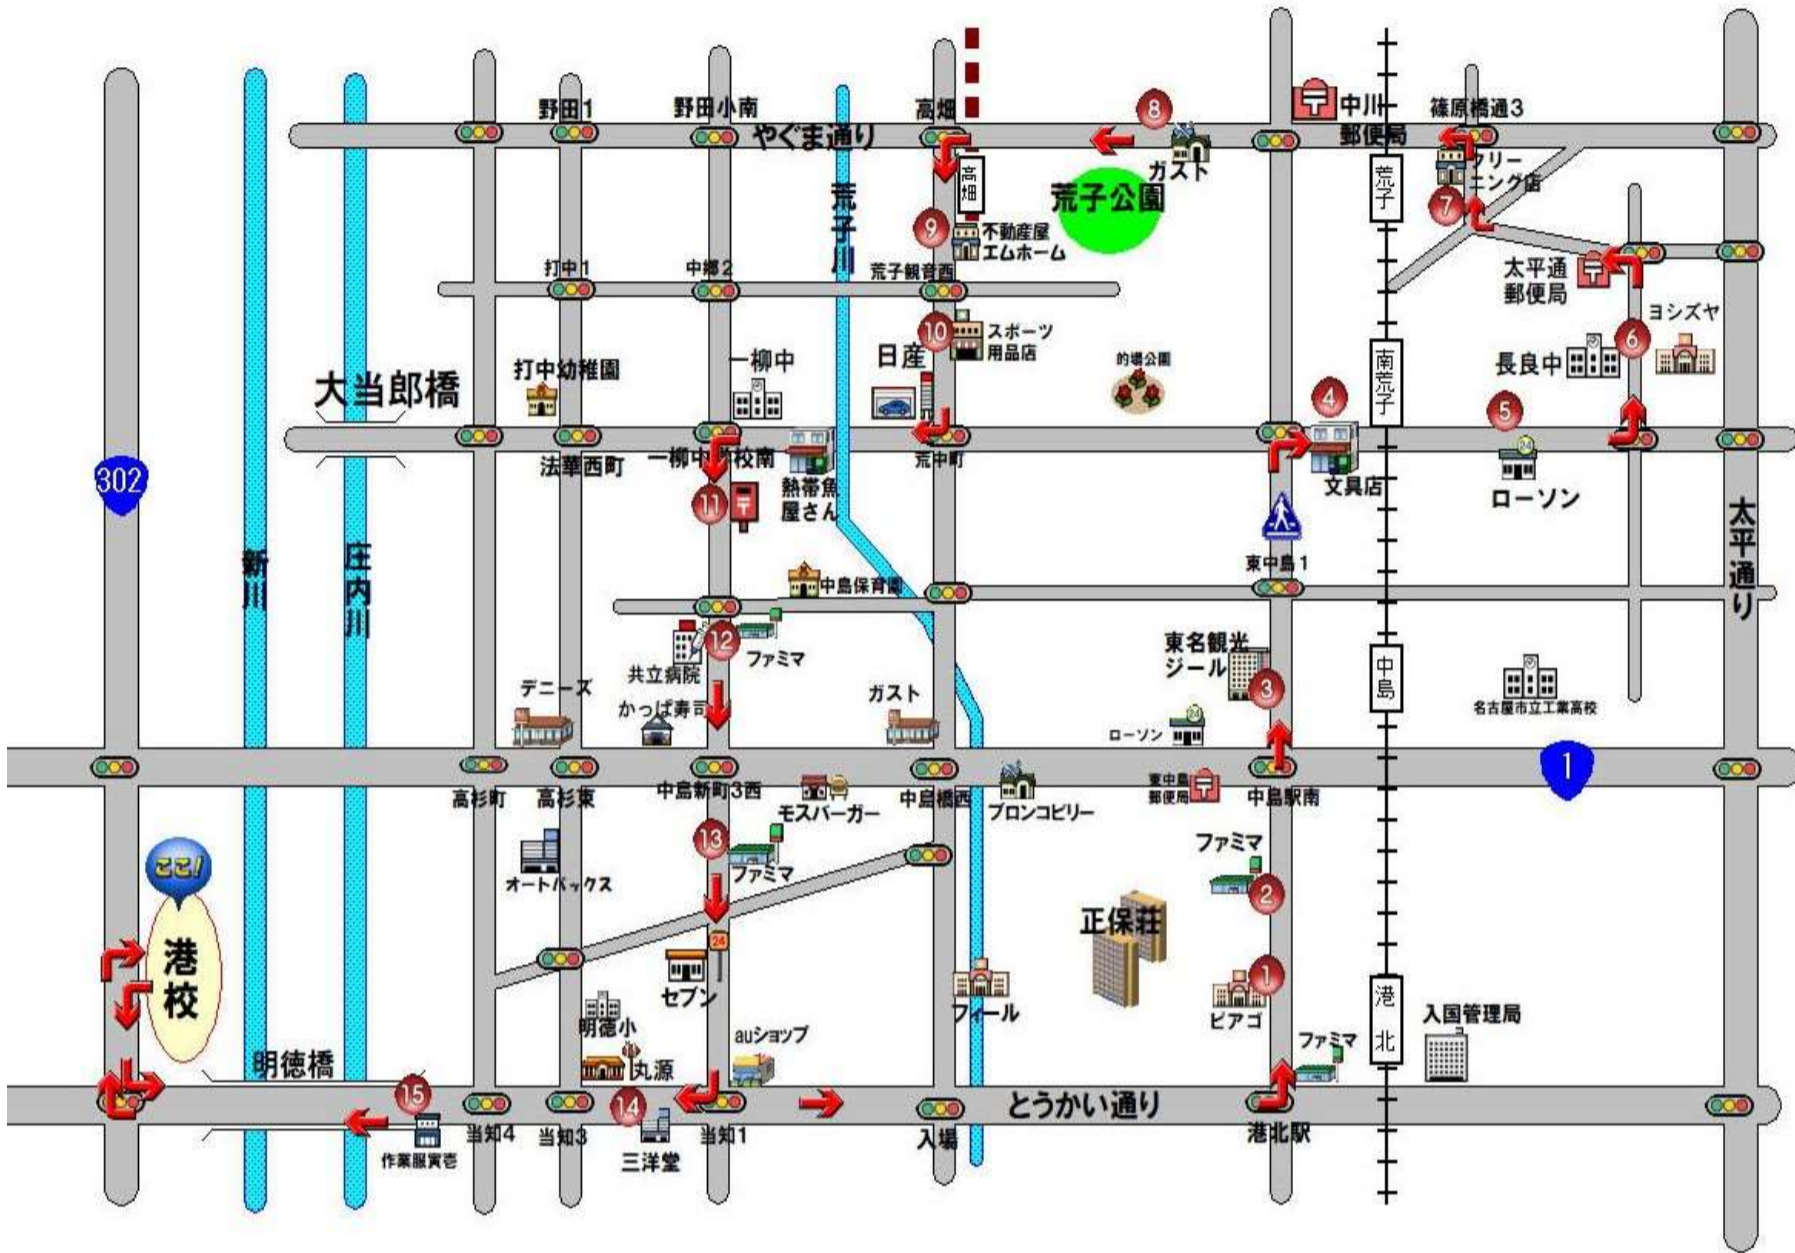 野田1
野田小南
高畑
8
中川
郵便局
篠原橋通3
やぐま通り
ガスト
クリー
ニング店
高畑
荒子公園
荒子
7
荒子川
9
不動産屋
エムホーム
打中1
中郷2
荒子観音西
太平通
郵便局
ヨシズヤ
10
スポーツ
用品店
日産
一柳中
打中幼稚園
的場公園
南荒子
長良中
6
大当郎橋
4
5
24
法華西町
一柳中学校南
荒中町
文具店
ローソン
302
11
熱帯魚
屋さん
太平通り
新川
庄内川
東中島1
中島保育園
12
ファミマ
共立病院
東名観光
ジール
3
中島
デニーズ
かっぱ寿司
ガスト
ローソン
24
名古屋市立工業高校
1
高杉町
高杉東
中島新町3西
モスバーガー
中島橋西
ブロンコビリー
東中島
郵便局
中島駅南
13
ファミマ
ファミマ
2
オートバックス
ここ!
港校
正保荘
24
セブン
フィール
1
ピアゴ
港北
入国管理局
明徳小
auショップ
ファミマ
丸源
明徳橋
15
14
とうかい通り
当知4
当知3
当知1
入場
港北駅
作業服寅壱
三洋堂